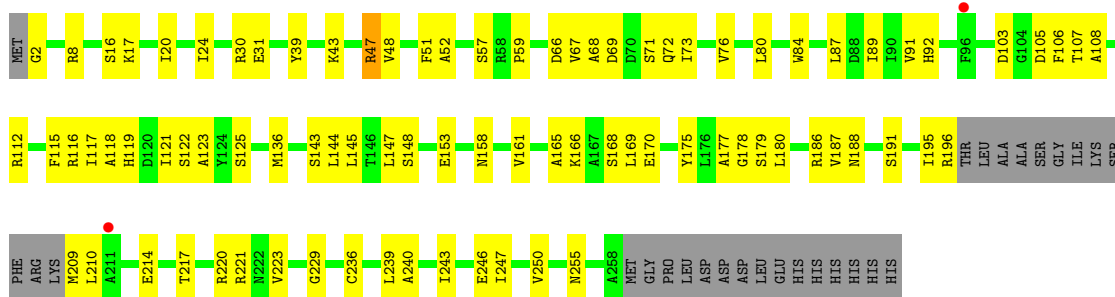 MET G2 R8 S16 K17 I20 I24 R30 E31 Y39 K43 R47 V48 F51 A52 S57 R58 P59 D66 V67 A68 D69 D70 S71 Q72 I73 V76 L80 W84 L87 D88 I89 I90 V91 H92 F96 D103 G104 D105 F106 T107 A108
R112 F115 R116 I117 A118 H119 D120 I121 S122 A123 Y124 S125 M136 S143 L144 L145 T146 L147 S148 E153 N158 V161 A165 K166 A167 S168 L169 E170 Y175 L176 A177 G178 S179 L180 R186 V187 N188 S191 I195 R196 THR LEU ALA ALA SER GLY ILE LYS SER
PHE ARG LYS M209 L210 A211 E214 T217 R220 R221 N222 V223 G229 C236 L239 A240 I243 E246 I247 V250 N255 A258 MET GLY PRO LEU ASP ASP ASP LEU GLU HIS HIS HIS HIS HIS HIS